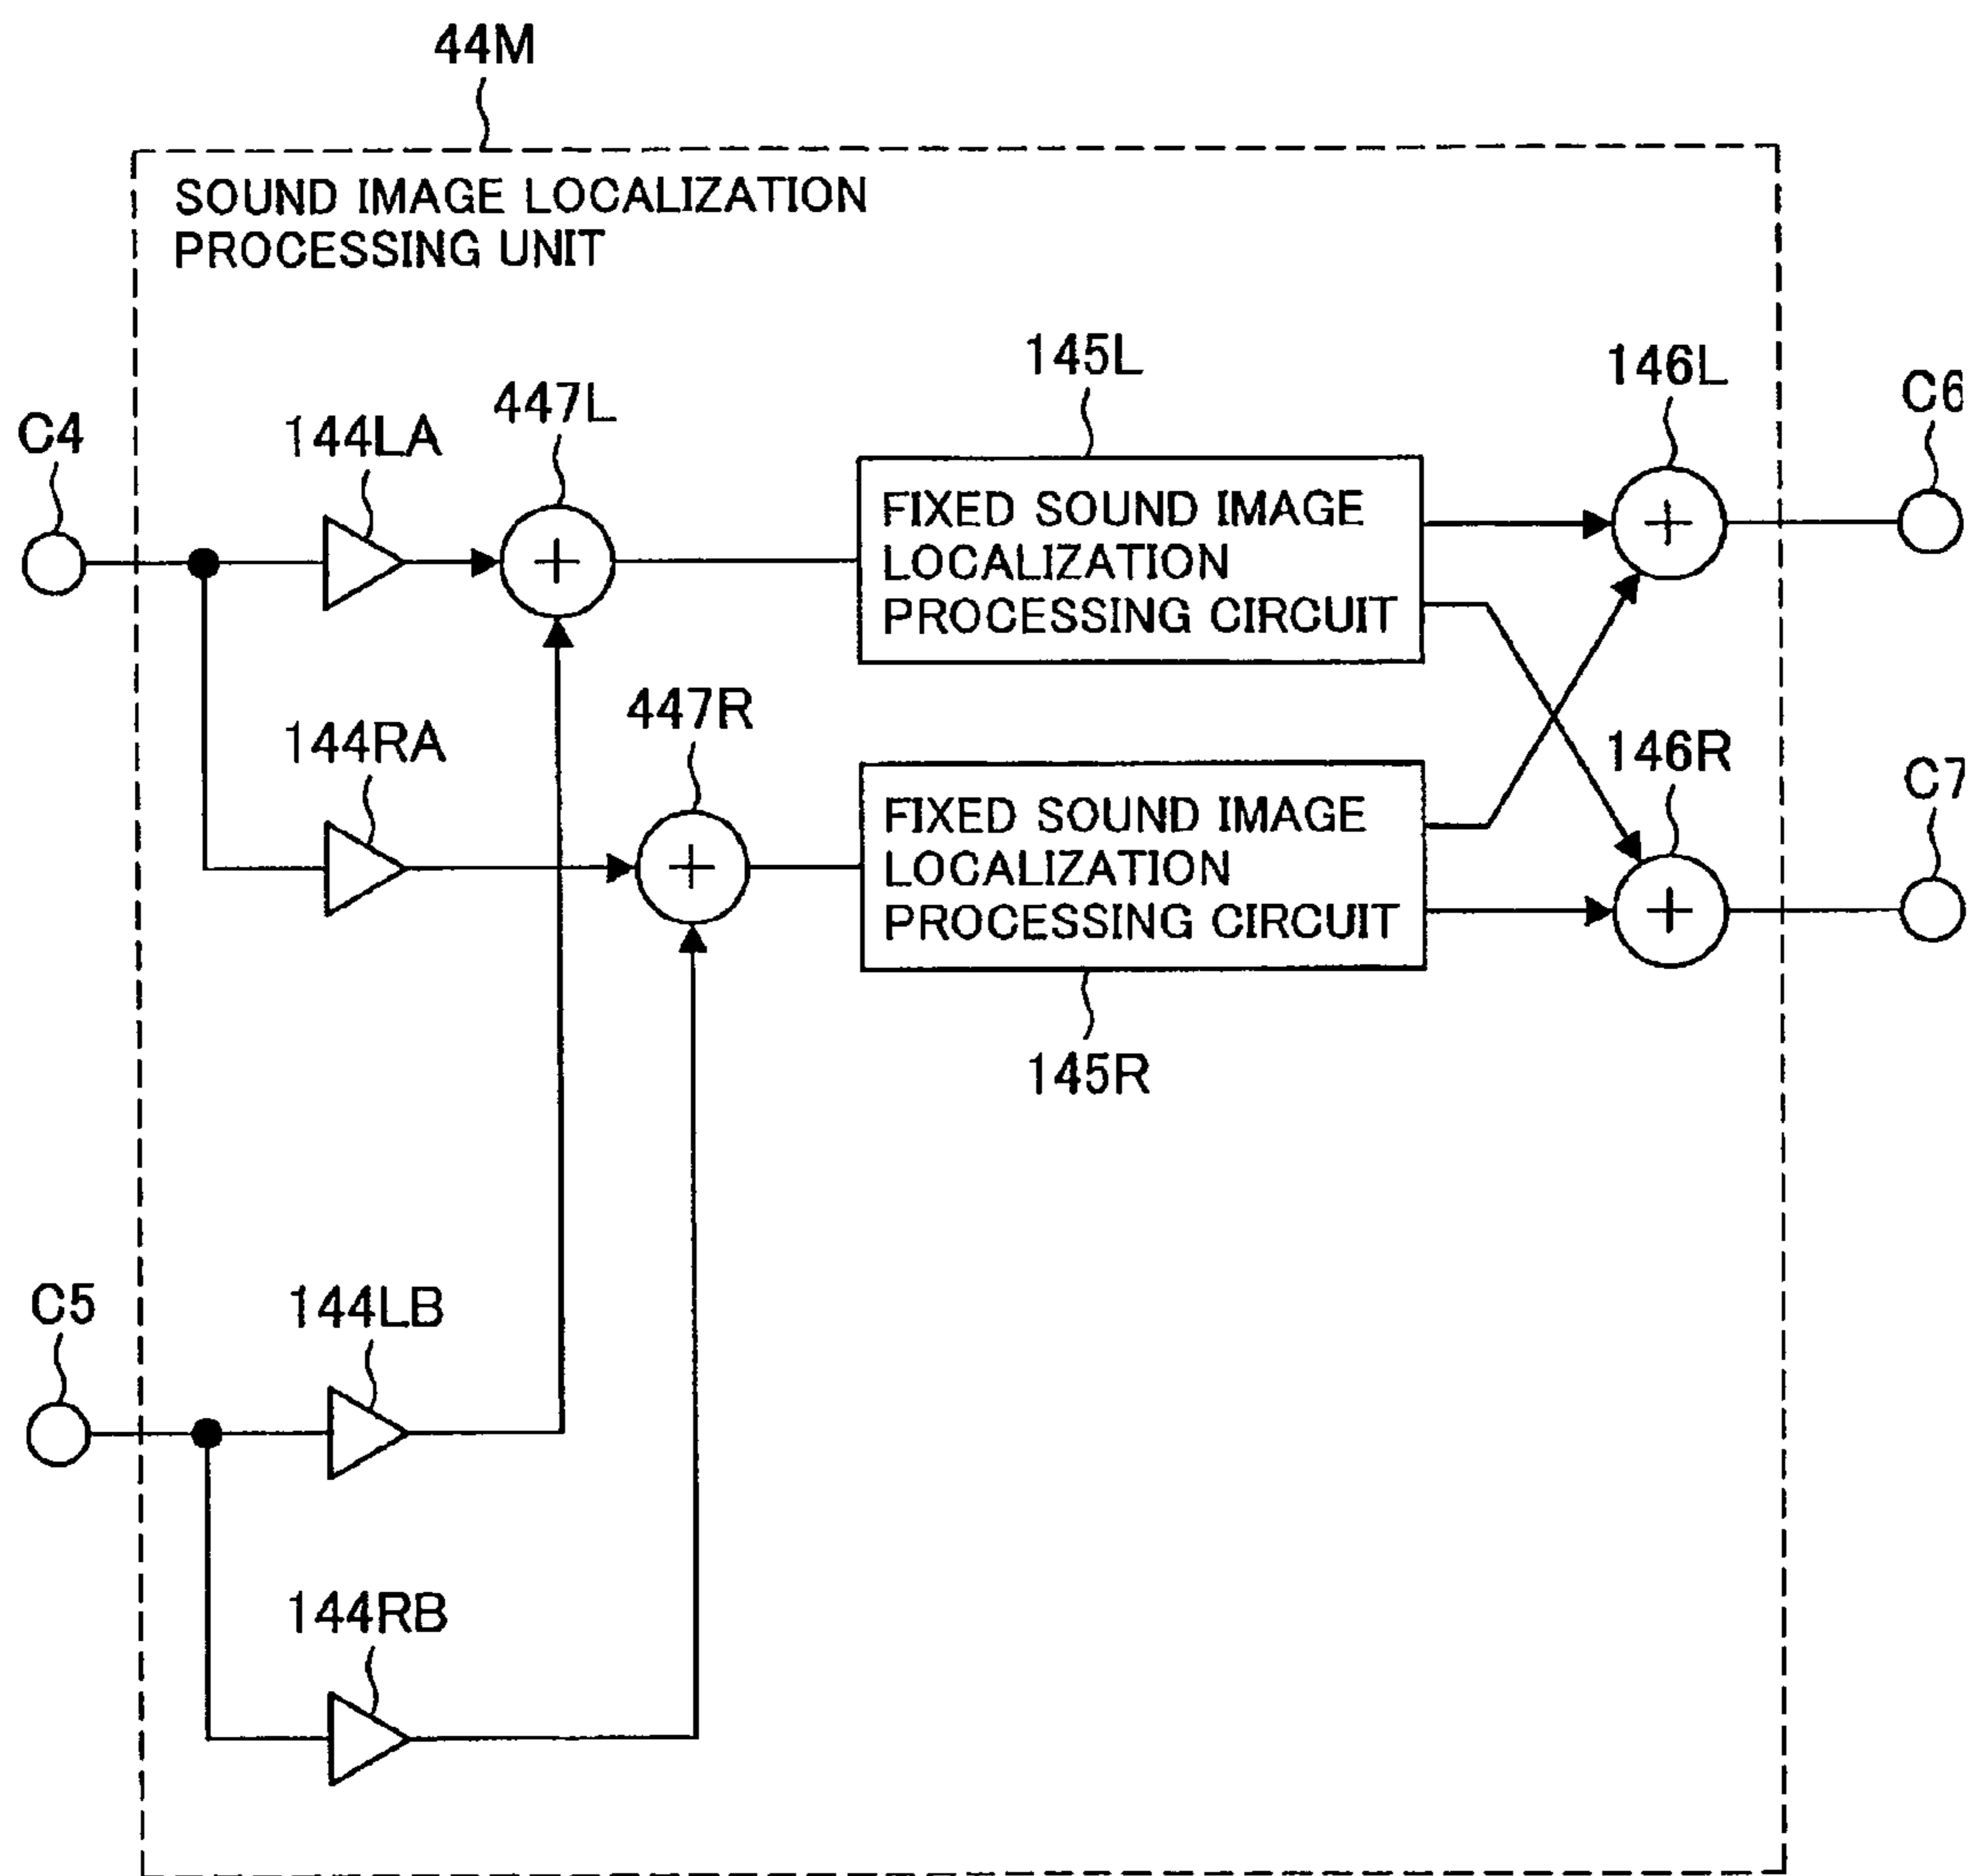 44M
SOUND IMAGE LOCALIZATION
PROCESSING UNIT
145L
146L
C6
447L
C4
144LA
FIXED SOUND IMAGE
LOCALIZATION
PROCESSING CIRCUIT
447R
144RA
146R
C7
FIXED SOUND IMAGE
LOCALIZATION
PROCESSING CIRCUIT
145R
C5
144LB
144RB